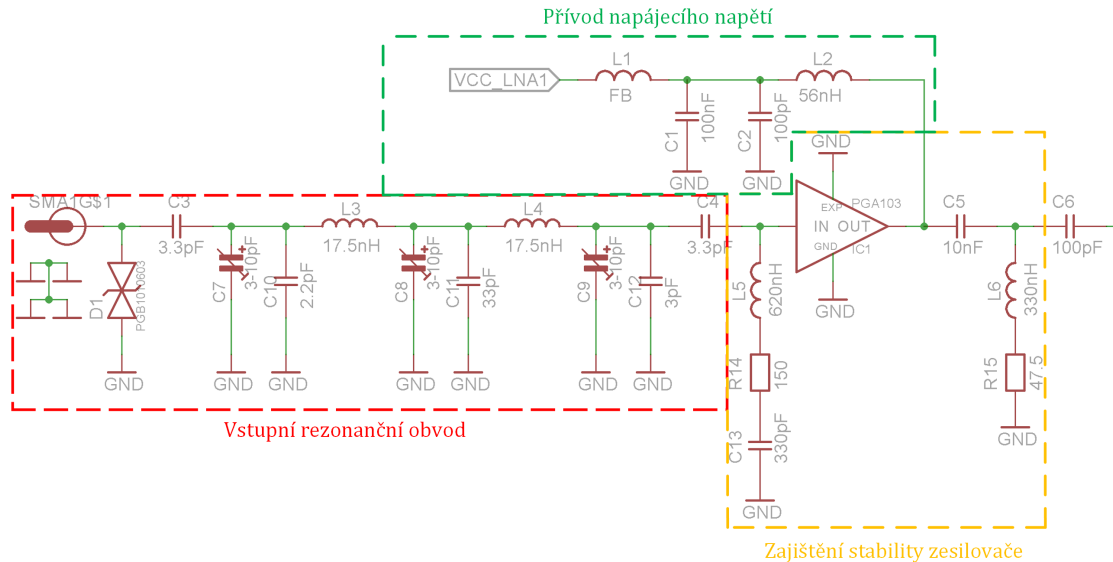 Přívod napájecího napětí
L1
L2
VCC_LNA1
FB
56nH
C1
100nF
C2
100pF
GND
GND
GND
SMA1G$1
C3
L3
L4
C4
EXP
PGA103
C5
C6
IN OUT
3.3pF
17.5nH
17.5nH
3.3pF
GND
IC1
10nF
100pF
C7
3-10pF
C10
2.2pF
C8
3-10pF
C11
33pF
C9
3-10pF
C12
3pF
D1
PGB1010603
L5
620nH
L6
330nH
GND
R14
150
R15
47.5
GND
GND
GND
GND
GND
GND
GND
Vstupní rezonanční obvod
GND
C13
330pF
GND
Zajištění stability zesilovače